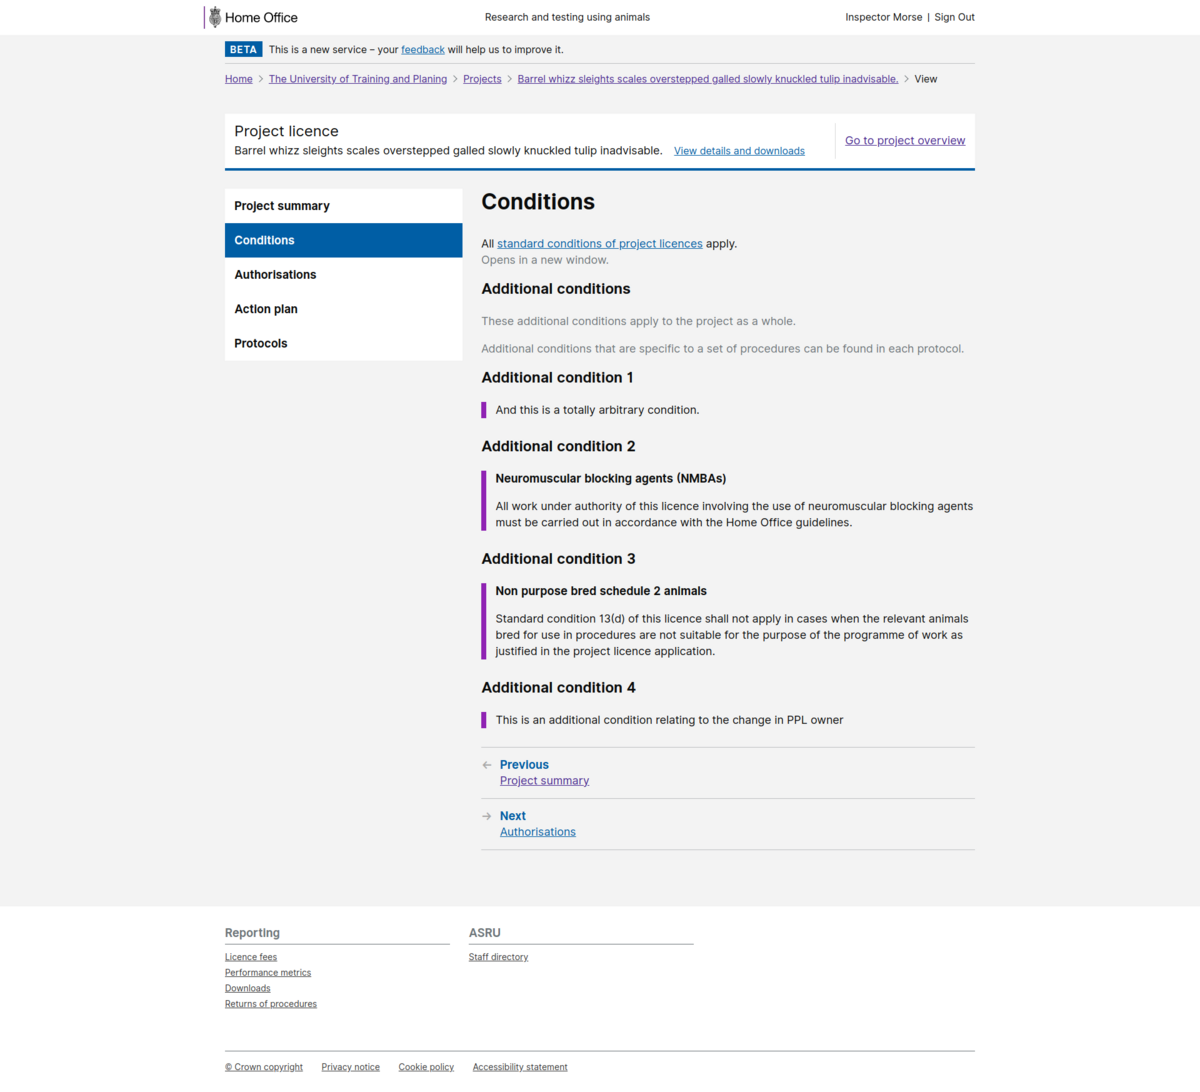 Home Office
Research and testing using animals
Inspector Morse | Sign Out
BETA This is a new service – your feedback will help us to improve it.
Home > The University of Training and Planing > Projects > Barrel whizz sleights scales overstepped galled slowly knuckled tulip inadvisable. > View
Project licence
Barrel whizz sleights scales overstepped galled slowly knuckled tulip inadvisable. View details and downloads
Go to project overview
Project summary
Conditions
Authorisations
Action plan
Protocols
Conditions
All standard conditions of project licences apply.
Opens in a new window.
Additional conditions
These additional conditions apply to the project as a whole.
Additional conditions that are specific to a set of procedures can be found in each protocol.
Additional condition 1
And this is a totally arbitrary condition.
Additional condition 2
Neuromuscular blocking agents (NMBAs)
All work under authority of this licence involving the use of neuromuscular blocking agents
must be carried out in accordance with the Home Office guidelines.
Additional condition 3
Non purpose bred schedule 2 animals
Standard condition 13(d) of this licence shall not apply in cases when the relevant animals
bred for use in procedures are not suitable for the purpose of the programme of work as
justified in the project licence application.
Additional condition 4
This is an additional condition relating to the change in PPL owner
← Previous
Project summary
→ Next
Authorisations
Reporting
Licence fees
Performance metrics
Downloads
Returns of procedures
ASRU
Staff directory
© Crown copyright Privacy notice Cookie policy Accessibility statement